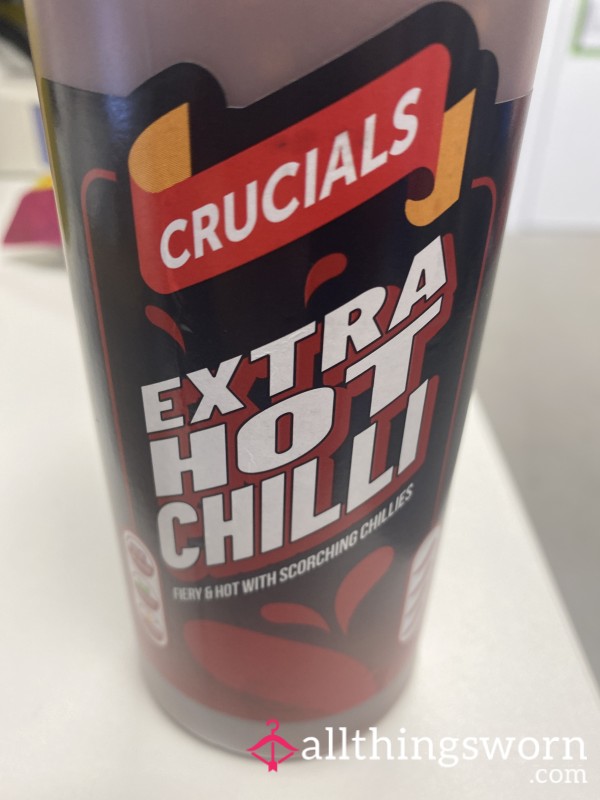 CRUCIALS
EXTRA
HOT
CHILLI
FIERY & HOT WITH SCORCHING CHILLIES
allthingsworn
.com